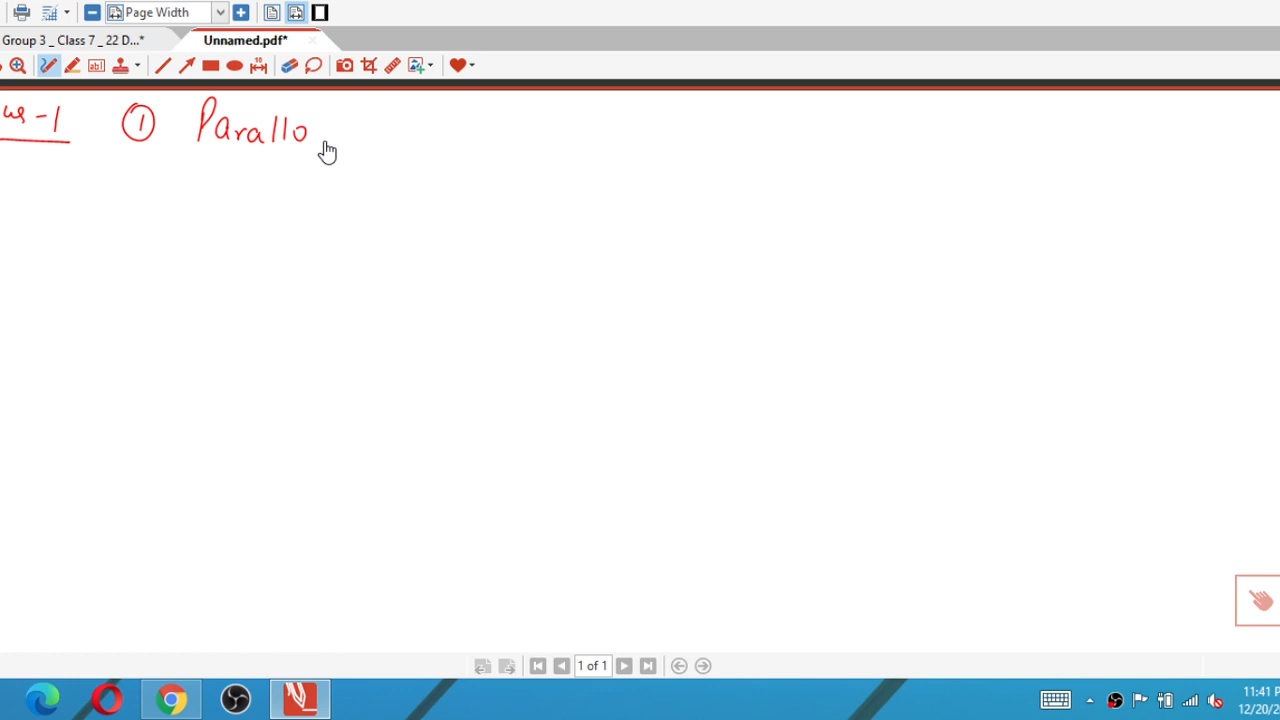 Page Width
Group 3 _ Class 7 _ 22 D...*
Unnamed.pdf*
-1 ① Parallo
1 of 1
11:41 P
12/20/2